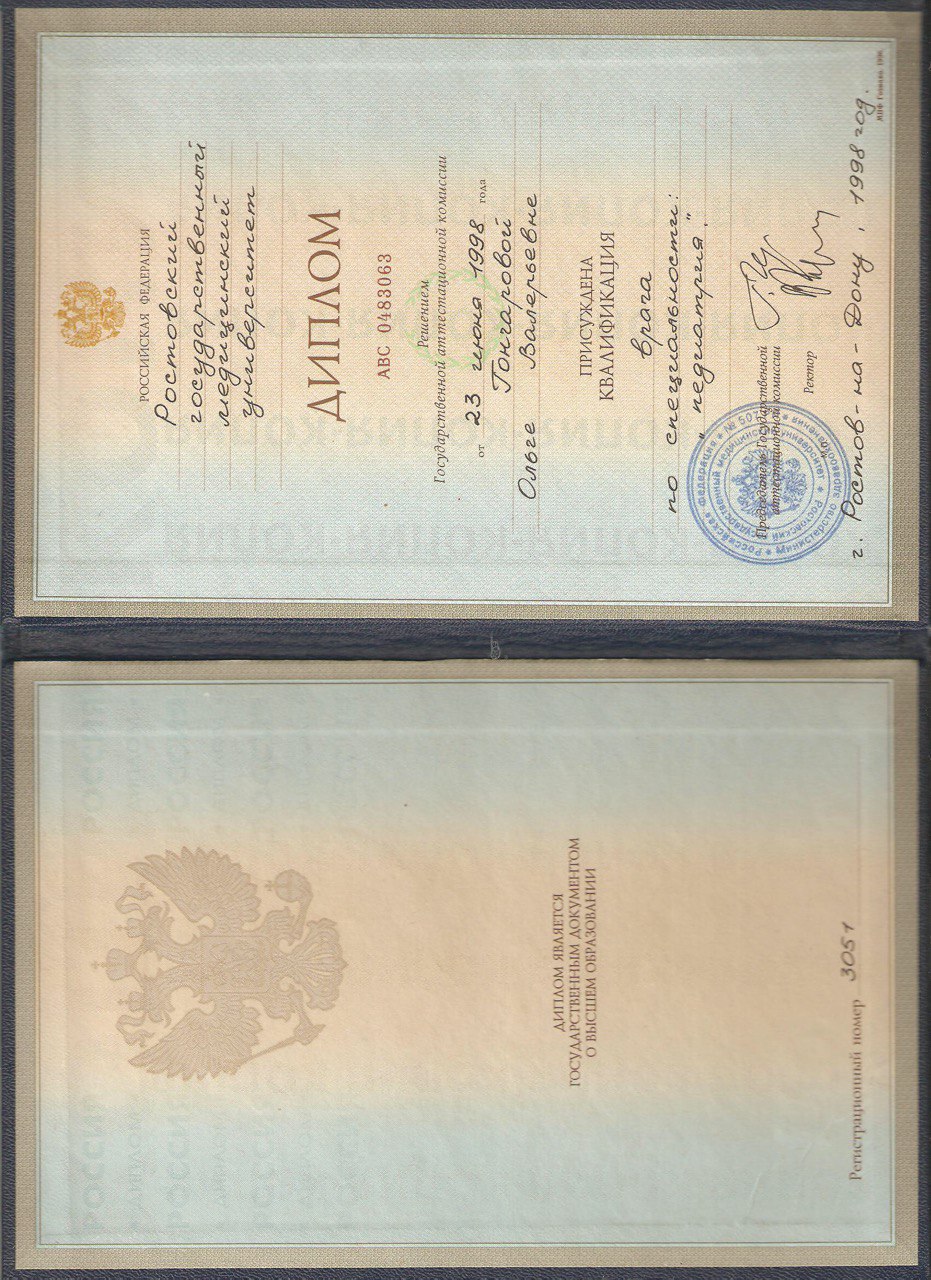 ДИПЛОМ ЯВЛЯЕТСЯ
ГОСУДАРСТВЕННЫМ ДОКУМЕНТОМ
О ВЫСШЕМ ОБРАЗОВАНИИ
Регистрационный номер 3051
РОССИЙСКАЯ ФЕДЕРАЦИЯ
Ростовский
государственный
медицинский
университет
ДИПЛОМ
АВС 0483063
Решением
Государственной аттестационной комиссии
от 23 июня 1998 года
Гончаровой
Ольге Валерьевне
ПРИСУЖДЕНА
КВАЛИФИКАЦИЯ
врача
по специальности:
"педиатрия".
Председатель Государственной
аттестационной комиссии
Ректор
г. Ростов-на-Дону, 1998 год.